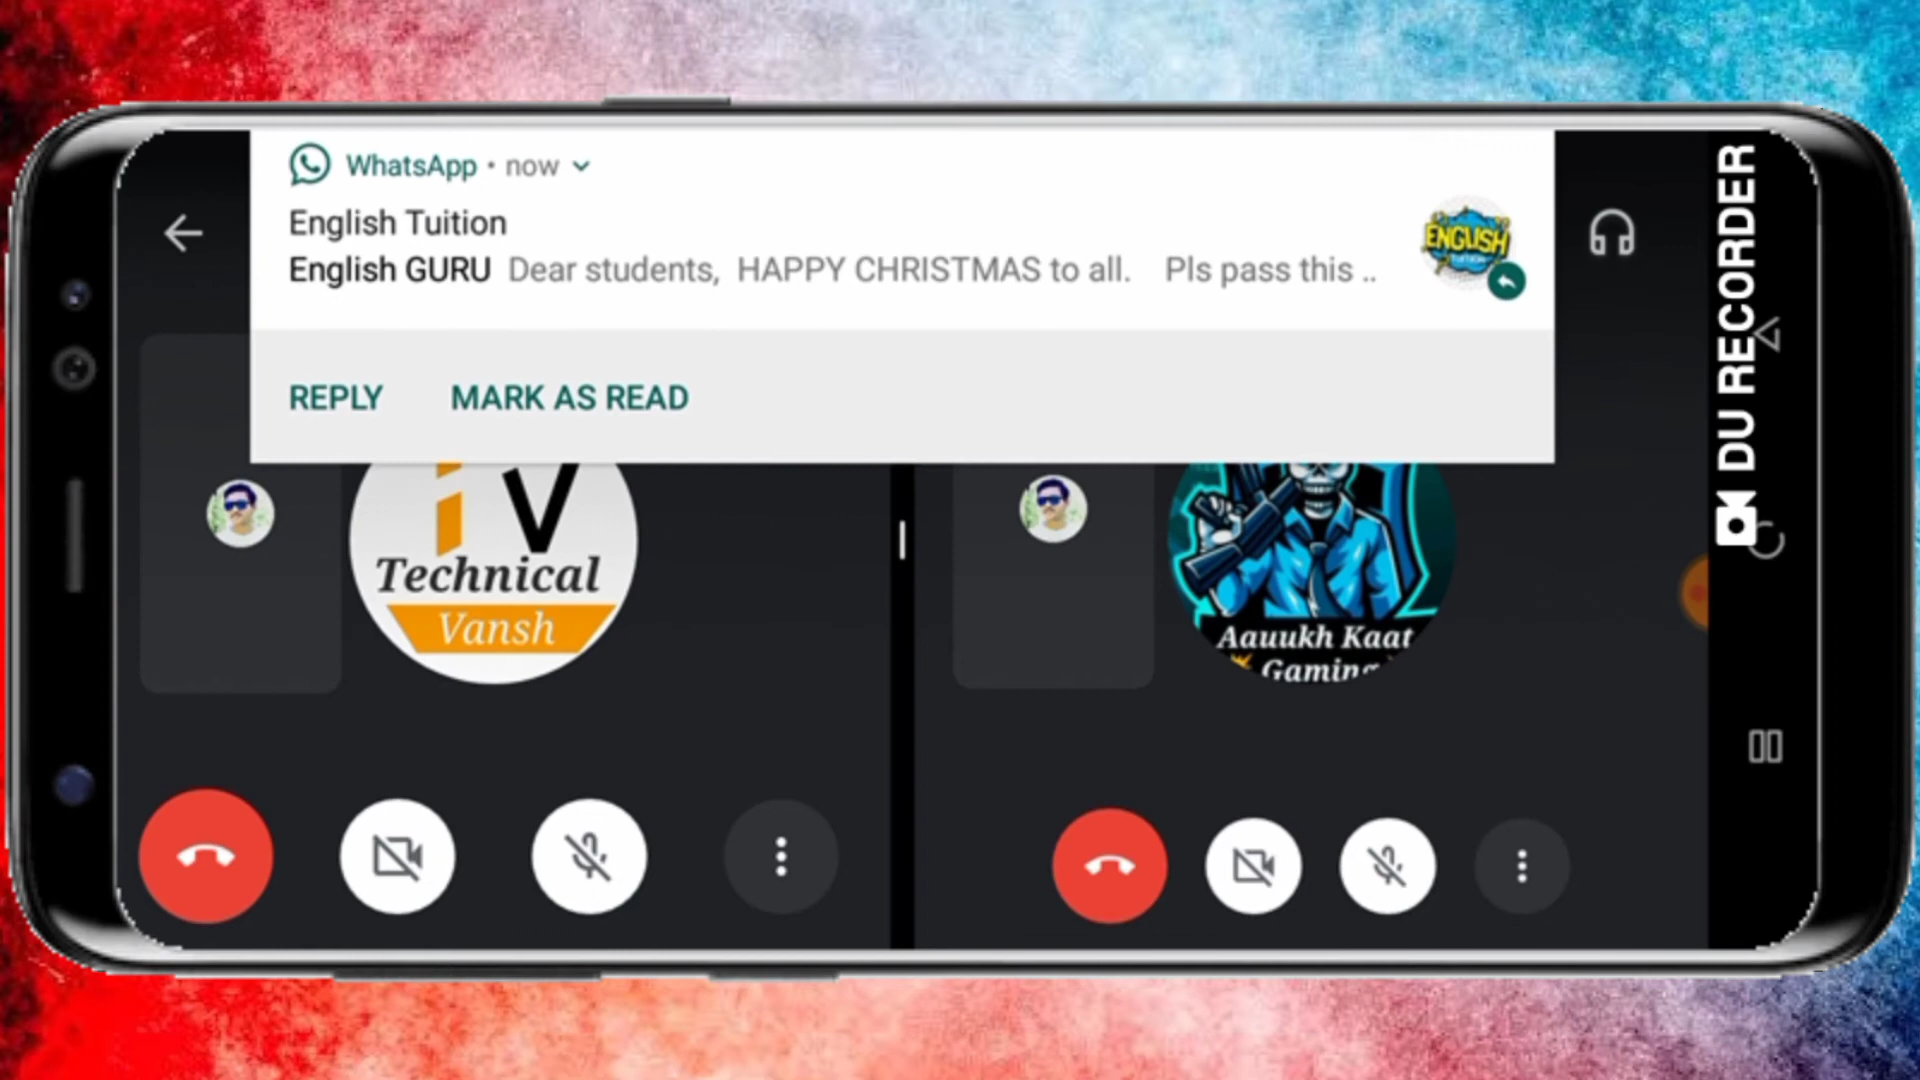 WhatsApp • now
English Tuition
English GURU Dear students, HAPPY CHRISTMAS to all. Pls pass this ..
ENGLISH
REPLY MARK AS READ
DU RECORDER
V
Technical
Vansh
Aauukh Kaat
Gaming